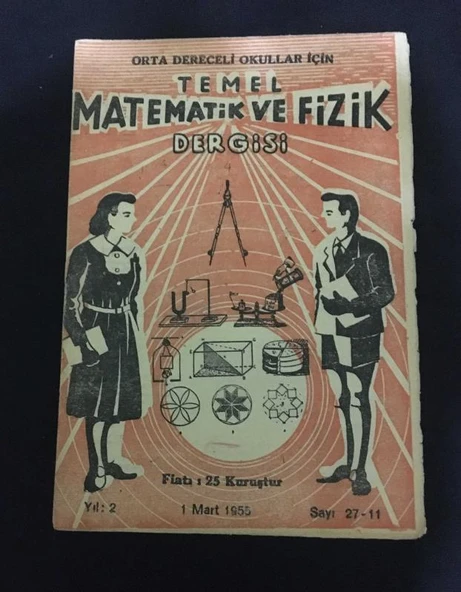 ORTA DERECELİ OKULLAR İÇİN
TEMEL
MATEMATİK VE FİZİK
DERGİSİ
Fiatı : 25 Kuruştur
Yıl: 2 1 Mart 1955 Sayı 27-11